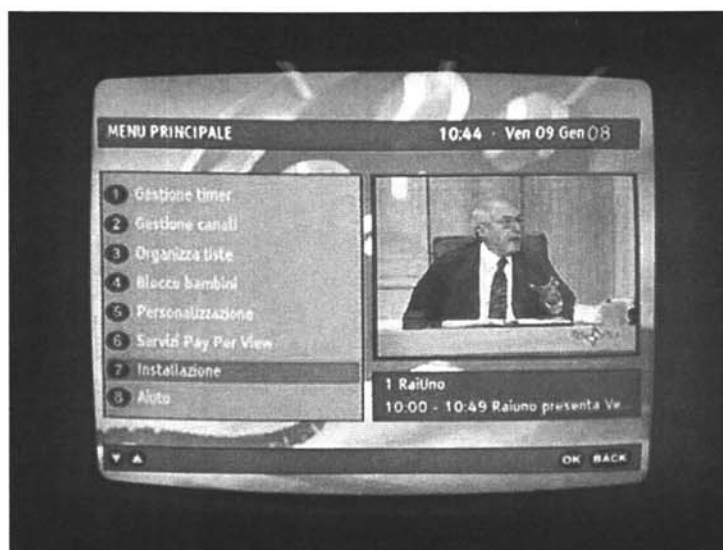 MENU PRINCIPALE
10:44 · Ven 09 Gen 08
1 Gestione timer
2 Gestione canali
3 Organizza liste
4 Blocco bambini
5 Personalizzazione
6 Servizi Pay Per View
7 Installazione
8 Aiuto
1 RaiUno
10:00 - 10:49 Raiuno presenta Ve
OK BACK